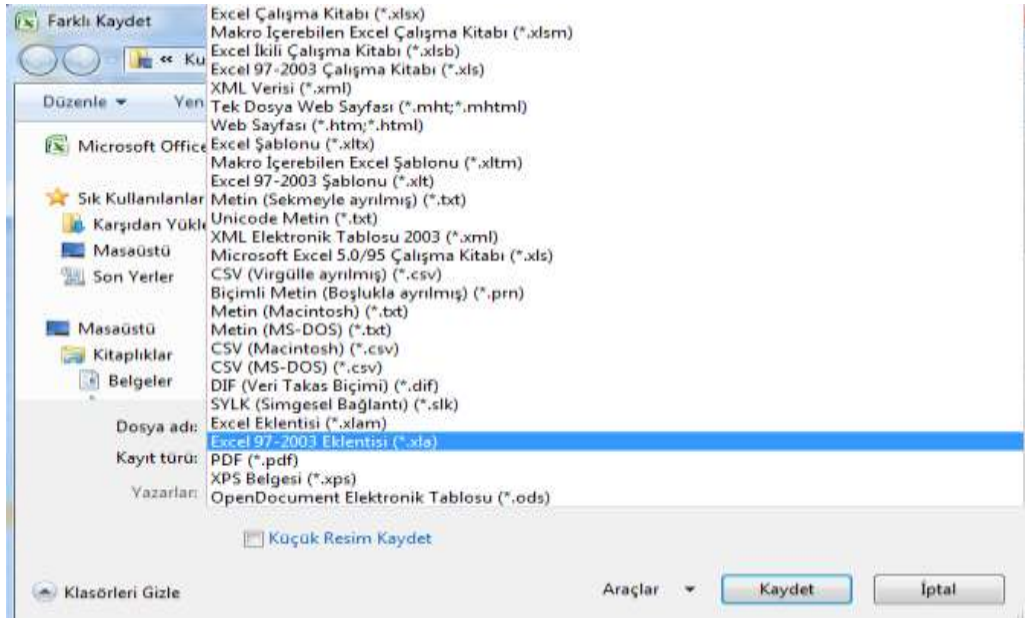 Farklı Kaydet
« Ku
Düzenle
Yen
Microsoft Office
Sık Kullanılanlar
Karşıdan Yükle
Masaüstü
Son Yerler
Masaüstü
Kitaplıklar
Belgeler
Excel Çalışma Kitabı (*.xlsx)
Makro İçerebilen Excel Çalışma Kitabı (*.xlsm)
Excel İkili Çalışma Kitabı (*.xlsb)
Excel 97-2003 Çalışma Kitabı (*.xls)
XML Verisi (*.xml)
Tek Dosya Web Sayfası (*.mht;*.mhtml)
Web Sayfası (*.htm;*.html)
Excel Şablonu (*.xltx)
Makro İçerebilen Excel Şablonu (*.xltm)
Excel 97-2003 Şablonu (*.xlt)
Metin (Sekmeyle ayrılmış) (*.txt)
Unicode Metin (*.txt)
XML Elektronik Tablosu 2003 (*.xml)
Microsoft Excel 5.0/95 Çalışma Kitabı (*.xls)
CSV (Virgülle ayrılmış) (*.csv)
Biçimli Metin (Boşlukla ayrılmış) (*.prn)
Metin (Macintosh) (*.txt)
Metin (MS-DOS) (*.txt)
CSV (Macintosh) (*.csv)
CSV (MS-DOS) (*.csv)
DIF (Veri Takas Biçimi) (*.dif)
SYLK (Simgesel Bağlantı) (*.slk)
Excel Eklentisi (*.xlam)
Excel 97-2003 Eklentisi (*.xla)
PDF (*.pdf)
XPS Belgesi (*.xps)
OpenDocument Elektronik Tablosu (*.ods)
Dosya adı:
Kayıt türü:
Yazarlar:
Küçük Resim Kaydet
Klasörleri Gizle
Araçlar
Kaydet
İptal